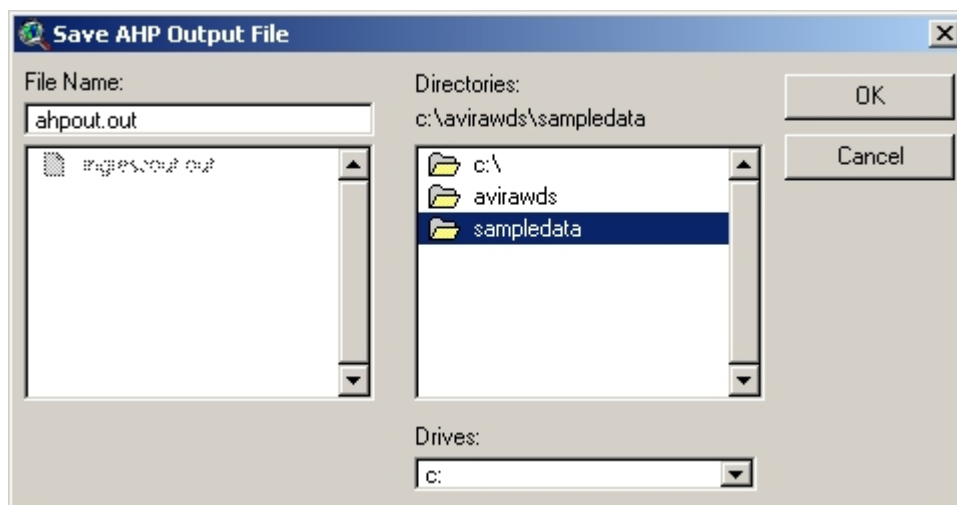 Save AHP Output File
File Name:
ahpout.out
Directories:
c:\avirawds\sampledata
c:\
avirawds
sampledata
Drives:
c:
OK
Cancel